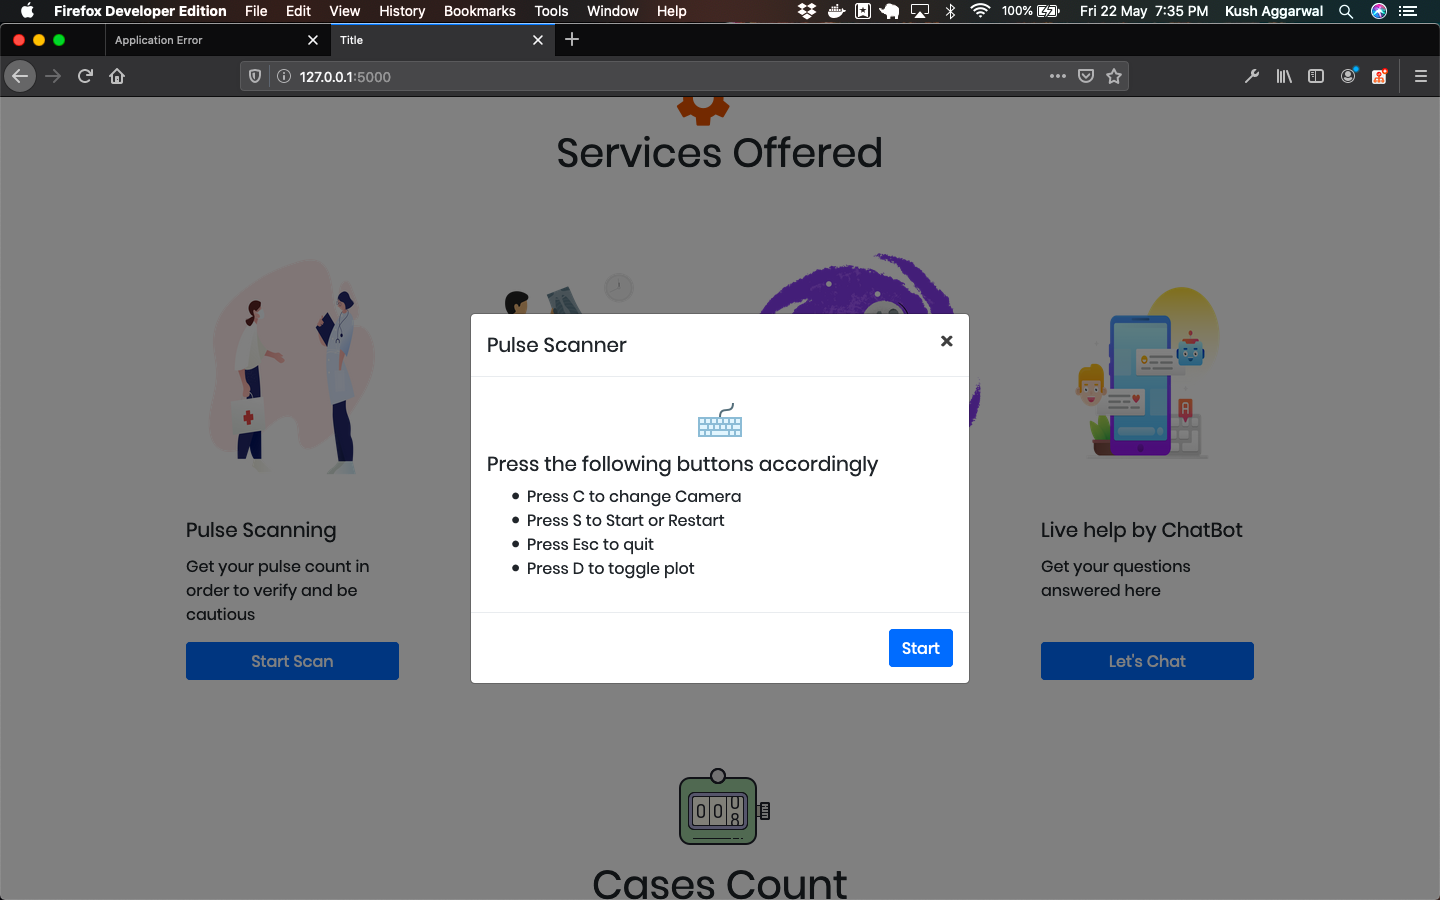 Firefox Developer Edition File Edit View History Bookmarks Tools Window Help 100% Fri 22 May 7:35 PM Kush Aggarwal
Application Error Title
127.0.0.1:5000
Services Offered
Pulse Scanner
Press the following buttons accordingly
• Press C to change Camera
• Press S to Start or Restart
• Press Esc to quit
• Press D to toggle plot
Start
Pulse Scanning
Get your pulse count in
order to verify and be
cautious
Start Scan
Live help by ChatBot
Get your questions
answered here
Let's Chat
A
0 0 0
8
Cases Count